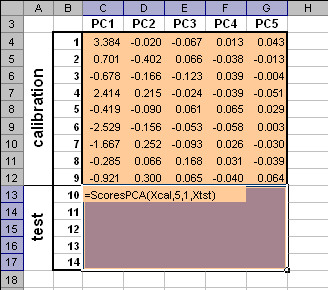 A B C D E F G H
3 PC1 PC2 PC3 PC4 PC5
4 1 3.384 -0.020 -0.067 0.013 0.043
5 2 0.701 -0.402 0.066 -0.038 -0.013
6 3 -0.678 -0.166 -0.123 0.039 -0.004
7 4 2.414 0.215 -0.024 -0.039 -0.051
8 5 -0.419 -0.090 0.061 0.065 0.029
9 6 -2.529 -0.156 -0.053 -0.058 0.003
10 7 -1.667 0.252 -0.093 0.026 -0.030
11 8 -0.285 0.066 0.168 0.031 -0.039
12 9 -0.921 0.300 0.065 -0.040 0.064
calibration
13 10 =ScoresPCA(Xcal,5,1,Xtst)
14 11
15 12
16 13
17 14
test
18